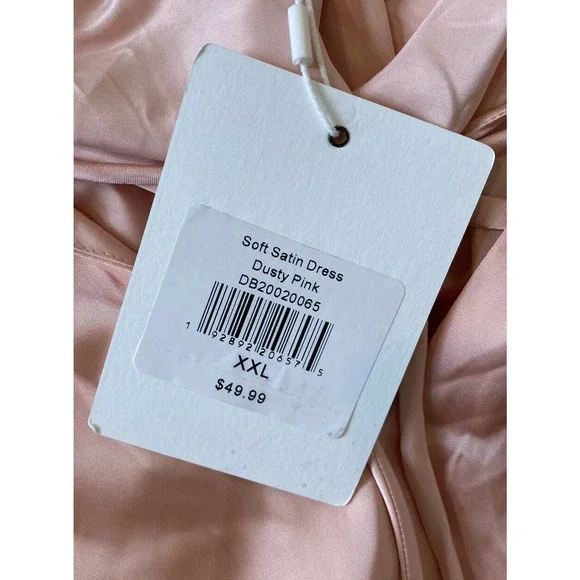 Soft Satin Dress
Dusty Pink
DB20020065
1 92892 20657 5
XXL
$49.99